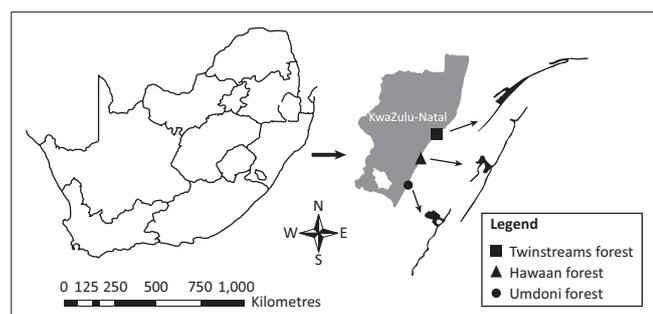 KwaZulu-Natal
N
W E
S
0 125 250 500 750 1,000
Kilometres
Legend
Twinstreams forest
Hawaan forest
Umdoni forest